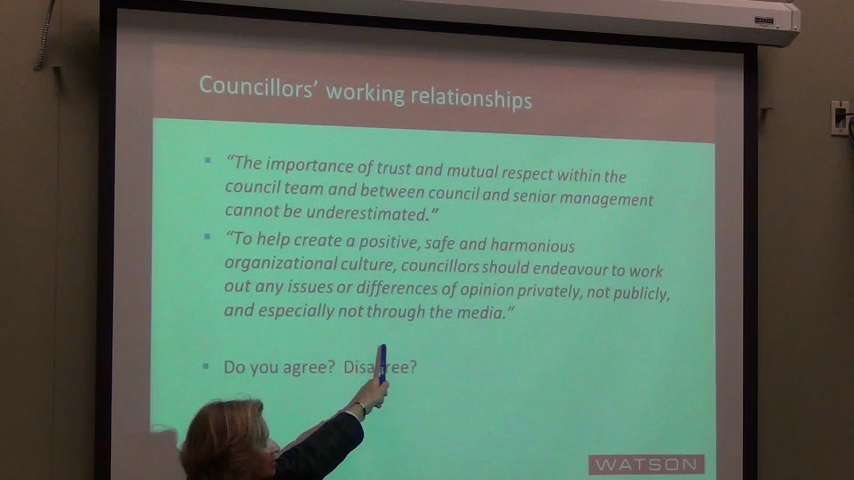 Councillors' working relationships
▪ "The importance of trust and mutual respect within the
council team and between council and senior management
cannot be underestimated."
▪ "To help create a positive, safe and harmonious
organizational culture, councillors should endeavour to work
out any issues or differences of opinion privately, not publicly,
and especially not through the media."
▪ Do you agree? Disagree?
WATSON